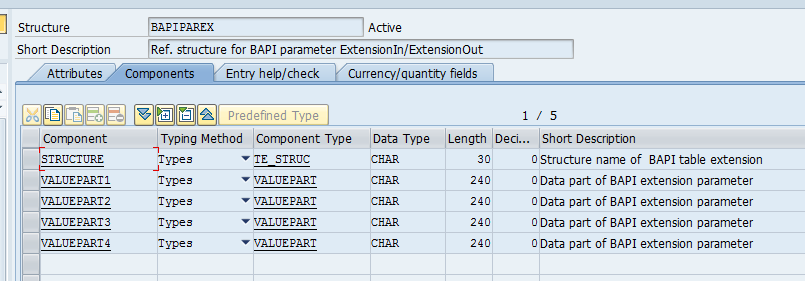 Structure BAPIPAREX Active
Short Description Ref. structure for BAPI parameter ExtensionIn/ExtensionOut
Attributes Components Entry help/check Currency/quantity fields
Predefined Type 1 / 5
Component Typing Method Component Type Data Type Length Deci... Short Description
STRUCTURE Types TE_STRUC CHAR 30 0 Structure name of  BAPI table extension
VALUEPART1 Types VALUEPART CHAR 240 0 Data part of BAPI extension parameter
VALUEPART2 Types VALUEPART CHAR 240 0 Data part of BAPI extension parameter
VALUEPART3 Types VALUEPART CHAR 240 0 Data part of BAPI extension parameter
VALUEPART4 Types VALUEPART CHAR 240 0 Data part of BAPI extension parameter